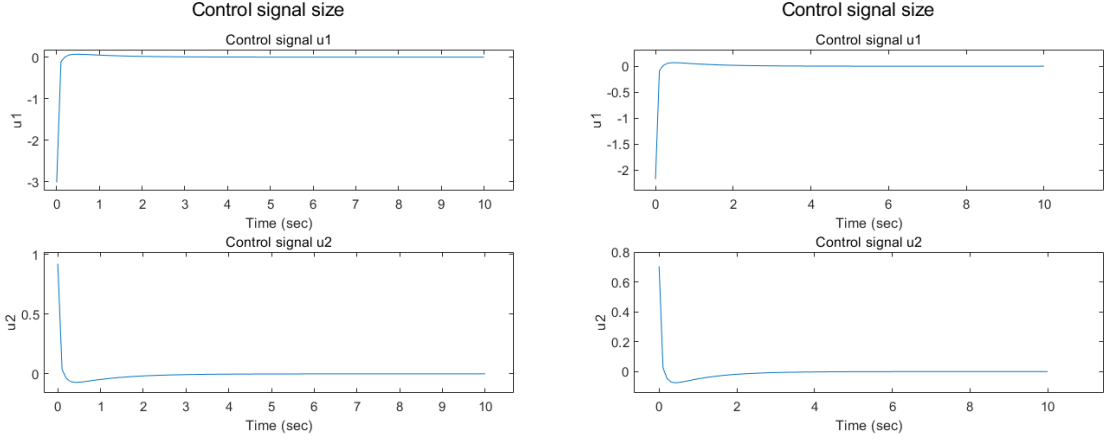 Control signal size
Control signal u1
0
-1
-2
-3
u1
0 1 2 3 4 5 6 7 8 9 10
Time (sec)
Control signal u2
1
0.5
0
u2
0 1 2 3 4 5 6 7 8 9 10
Time (sec)
Control signal size
Control signal u1
0
-0.5
-1
-1.5
-2
u1
0 2 4 6 8 10
Time (sec)
Control signal u2
0.8
0.6
0.4
0.2
0
u2
0 2 4 6 8 10
Time (sec)